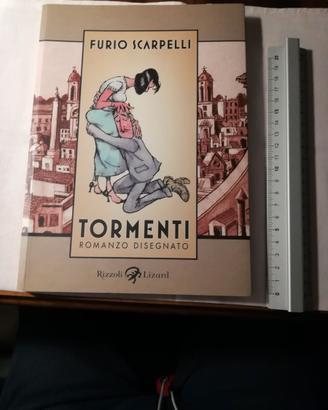 FURIO SCARPELLI
TORMENTI
ROMANZO DISEGNATO
Rizzoli Lizard